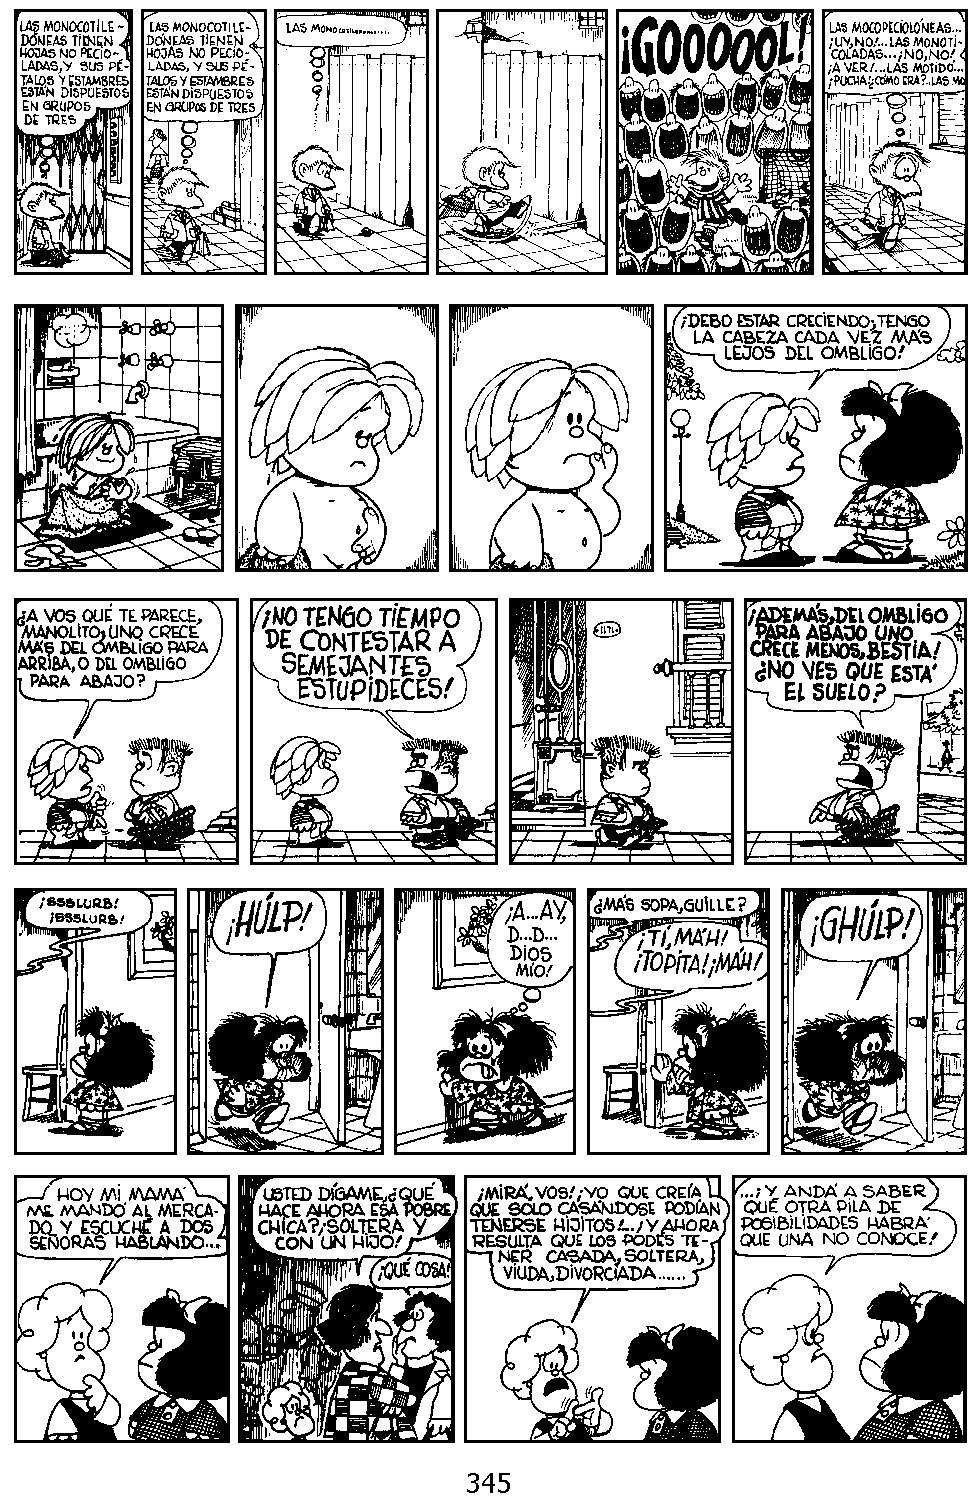 LAS MONOCOTILE-
DÓNEAS TIENEN
HOJAS NO PECIO-
LADAS, Y SUS PÉ-
TALOS Y ESTAMBRES
ESTÁN DISPUESTOS
EN GRUPOS
DE TRES
LAS MONOCOTILE-
DÓNEAS TIENEN
HOJAS NO PECIO-
LADAS, Y SUS PÉ-
TALOS Y ESTAMBRES
ESTÁN DISPUESTOS
EN GRUPOS DE TRES
¡GOOOOOL!
LAS MOCOPECIOLÓNEAS...
¡UY, NO!...LAS MONOTI-
COLADAS...¡NO, NO!
¡A VER!...LAS MOTIDO...
¡PUCHA!¿CÓMO ERA?..LAS MO
¡DEBO ESTAR CRECIENDO; TENGO
LA CABEZA CADA VEZ MÁS
LEJOS DEL OMBLIGO!
¿A VOS QUÉ TE PARECE,
MANOLITO; UNO CRECE
MÁS DEL OMBLIGO PARA
ARRIBA, O DEL OMBLIGO
PARA ABAJO?
¡NO TENGO TIEMPO
DE CONTESTAR A
SEMEJANTES
ESTUPIDECES!
1171
¡ADEMÁS, DEL OMBLIGO
PARA ABAJO UNO
CRECE MENOS, BESTIA!
¿NO VES QUE ESTÁ
EL SUELO?
¡SSSLURB!
¡SSSLURB!
¡HÚLP!
¡A...AY,
D...D...
DIOS
MÍO!
¿MÁS SOPA, GUILLE?
¡TÍ, MÁH!
¡TOPITA! ¡MÁH!
¡GHÚLP!
HOY MI MAMÁ
ME MANDÓ AL MERCA-
DO Y ESCUCHÉ A DOS
SEÑORAS HABLANDO...
USTED DÍGAME, ¿QUÉ
HACE AHORA ESA POBRE
CHICA?; ¡SOLTERA Y
CON UN HIJO!
¡QUÉ COSA!
¡MIRÁ, VOS!; ¡YO QUE CREÍA
QUE SOLO CASÁNDOSE PODÍAN
TENERSE HIJITOS!...¡Y AHORA
RESULTA QUE LOS PODÉS TE-
NER CASADA, SOLTERA,
VIUDA, DIVORCIADA......
...¡Y ANDÁ A SABER
QUÉ OTRA PILA DE
POSIBILIDADES HABRÁ
QUE UNA NO CONOCE!
345